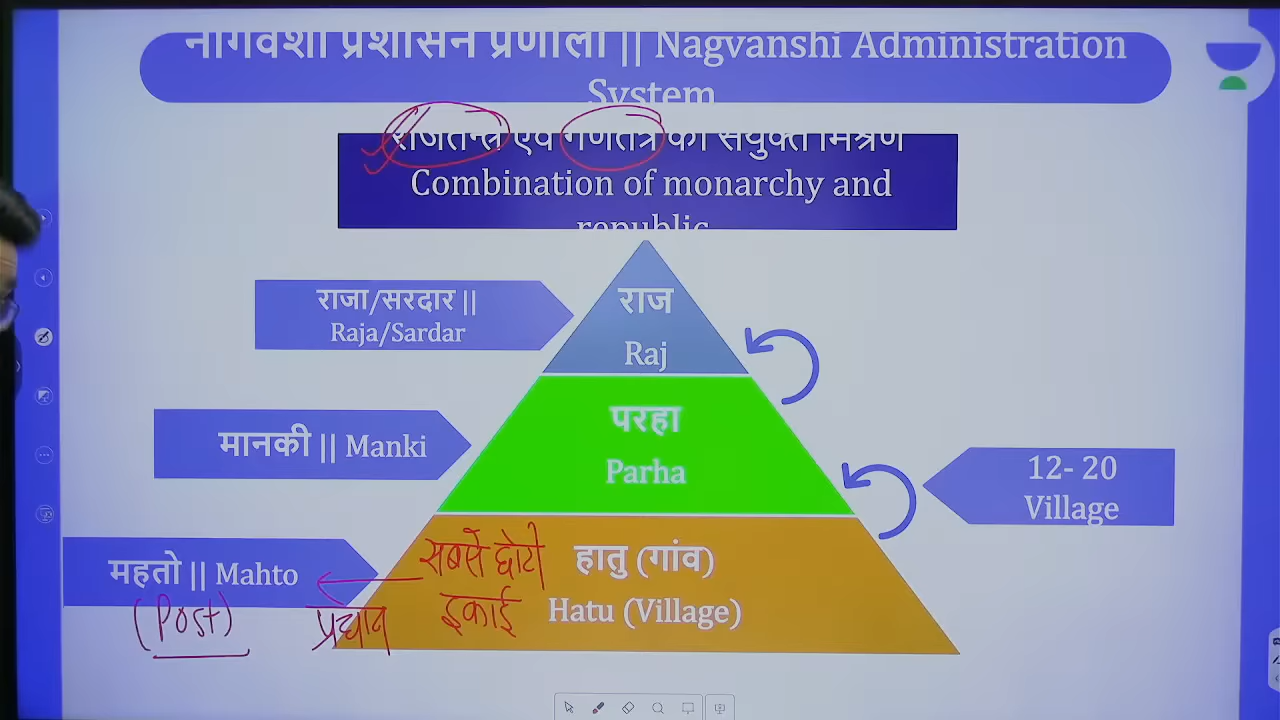 नागवंशी प्रशासन प्रणाली || Nagvanshi Administration
System
राजतन्त्र एवं गणतंत्र का संयुक्त मिश्रण
Combination of monarchy and
republic
राजा/सरदार ||
Raja/Sardar
राज
Raj
मानकी || Manki
परहा
Parha
12- 20
Village
महतो || Mahto
(Post)
प्रधान
सबसे छोटी
इकाई
हातु (गांव)
Hatu (Village)